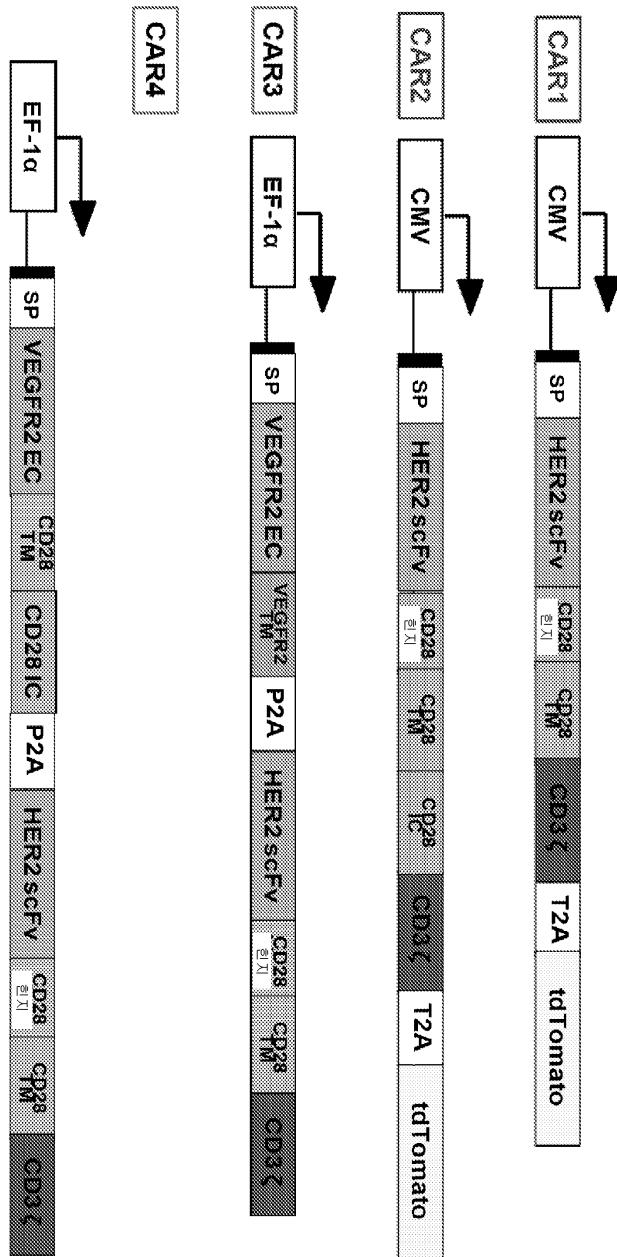 CAR1
CMV
SP
HER2 scFv
CD28
힌지
CD28
TM
CD3ζ
T2A
tdTomato
CAR2
CMV
SP
HER2 scFv
CD28
힌지
CD28
TM
CD28
IC
CD3ζ
T2A
tdTomato
CAR3
EF-1α
SP
VEGFR2 EC
VEGFR2
TM
P2A
HER2 scFv
CD28
힌지
CD28
TM
CD3ζ
CAR4
EF-1α
SP
VEGFR2 EC
CD28
TM
CD28 IC
P2A
HER2 scFv
CD28
힌지
CD28
TM
CD3ζ